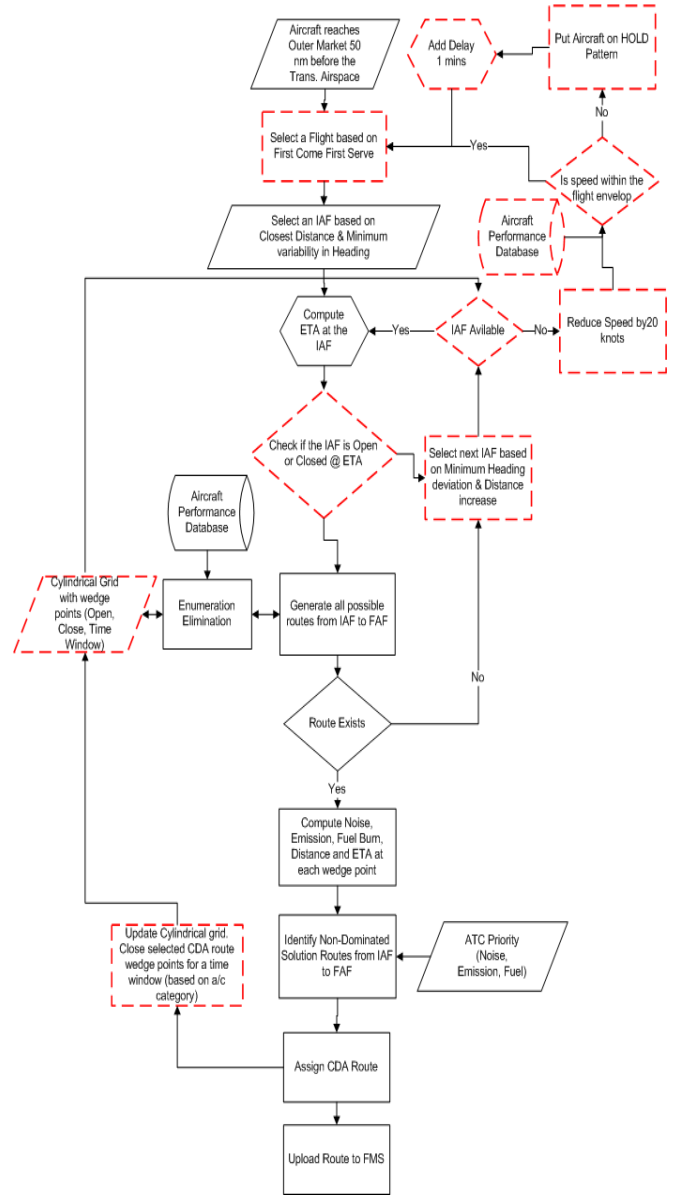 Aircraft reaches
Outer Market 50
nm before the
Trans. Airspace
Add Delay
1 mins
Put Aircraft on HOLD
Pattern
Select a Flight based on
First Come First Serve
Yes
No
Is speed within the
flight envelop
Select an IAF based on
Closest Distance & Minimum
variability in Heading
Aircraft
Performance
Database
Compute
ETA at the
IAF
Yes
IAF Avilable
No
Reduce Speed by20
knots
Check if the IAF is Open
or Closed @ ETA
Select next IAF based
on Minimum Heading
deviation & Distance
increase
Aircraft
Performance
Database
Cylindrical Grid
with wedge
points (Open,
Close, Time
Window)
Enumeration
Elimination
Generate all possible
routes from IAF to FAF
No
Route Exists
Yes
Compute Noise,
Emission, Fuel Burn,
Distance and ETA at
each wedge point
Update Cylindrical grid.
Close selected CDA route
wedge points for a time
window (based on a/c
category)
Identify Non-Dominated
Solution Routes from IAF
to FAF
ATC Priority
(Noise,
Emission, Fuel)
Assign CDA Route
Upload Route to FMS